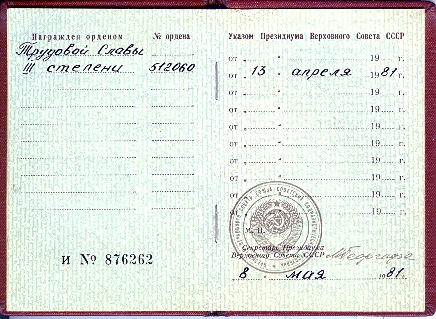 Награжден орденом № ордена
Трудовой Славы
III степени 512060
И № 876262
Указом Президиума Верховного Совета СССР
от „ " 19 г.
от „ 13 " апреля 1981 г.
от „ " 19 г.
от „ " 19 г.
от „ " 19 г.
от „ " 19 г.
от „ " 19 г.
от „ " 19 г.
от „ " 19 г.
" 19 г.
М. П.
Секретарь Президиума
Верховного Совета СССР
8 мая 1981 г.